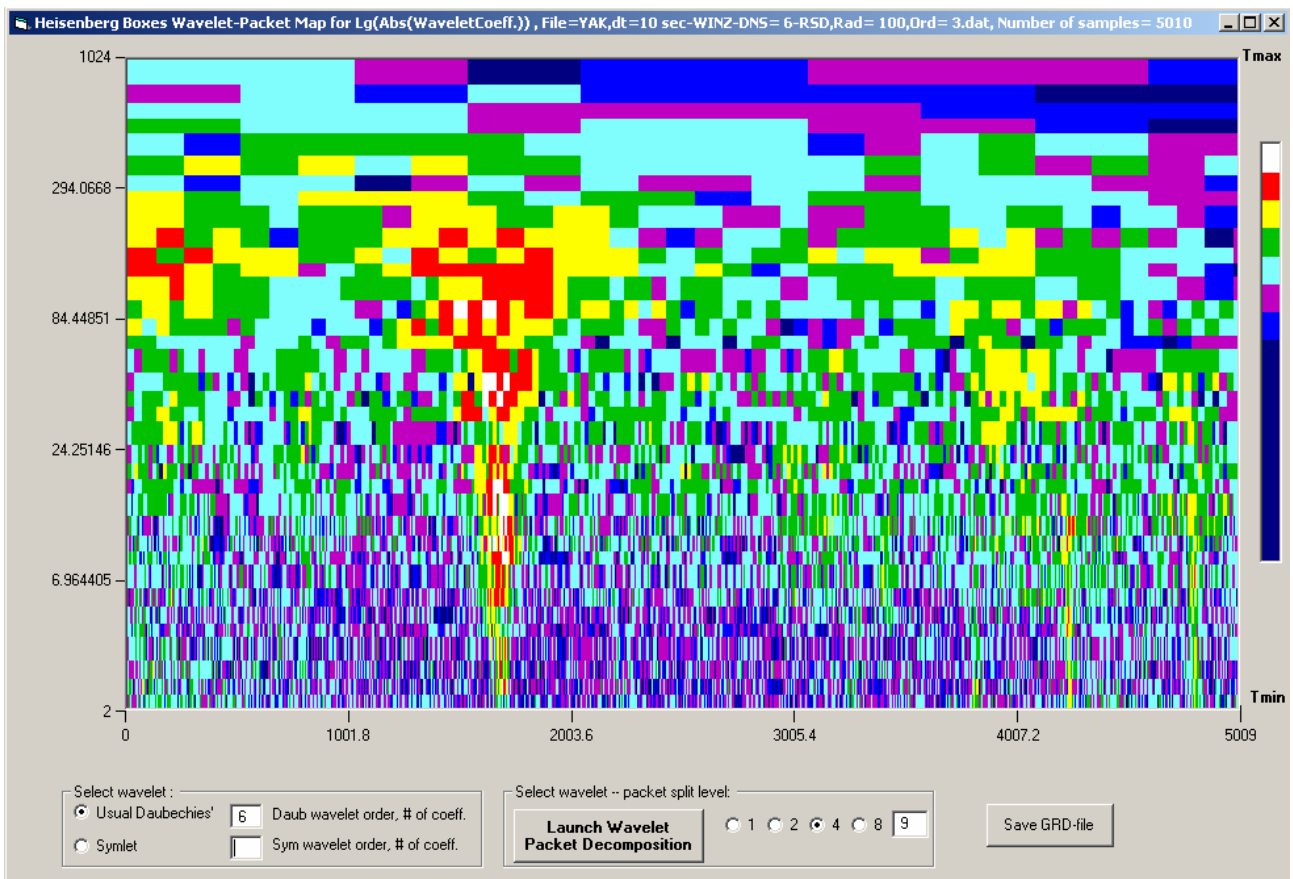 Heisenberg Boxes Wavelet-Packet Map for Lg(Abs(WaveletCoeff.)) , File=YAK,dt=10 sec-WINZ-DNS= 6-RSD,Rad= 100,Ord= 3.dat, Number of samples= 5010
1024
Tmax
294.0668
84.44851
24.25146
6.964405
2
Tmin
0
1001.8
2003.6
3005.4
4007.2
5009
Select wavelet :
Usual Daubechies'
6
Daub wavelet order, # of coeff.
Symlet
Sym wavelet order, # of coeff.
Select wavelet -- packet split level:
Launch Wavelet
Packet Decomposition
1
2
4
8
9
Save GRD-file